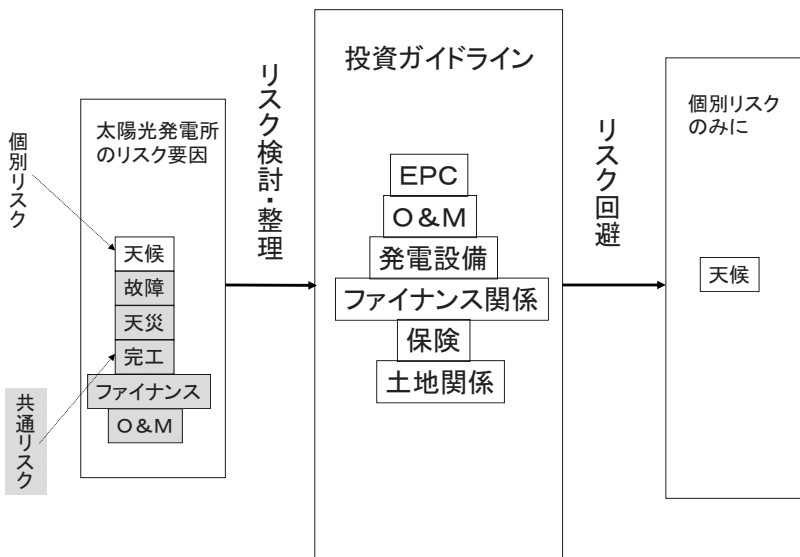 個別リスク
共通リスク
太陽光発電所
のリスク要因
天候
故障
天災
完工
ファイナンス
O&M
リスク検討・整理
投資ガイドライン
EPC
O&M
発電設備
ファイナンス関係
保険
土地関係
リスク回避
個別リスク
のみに
天候